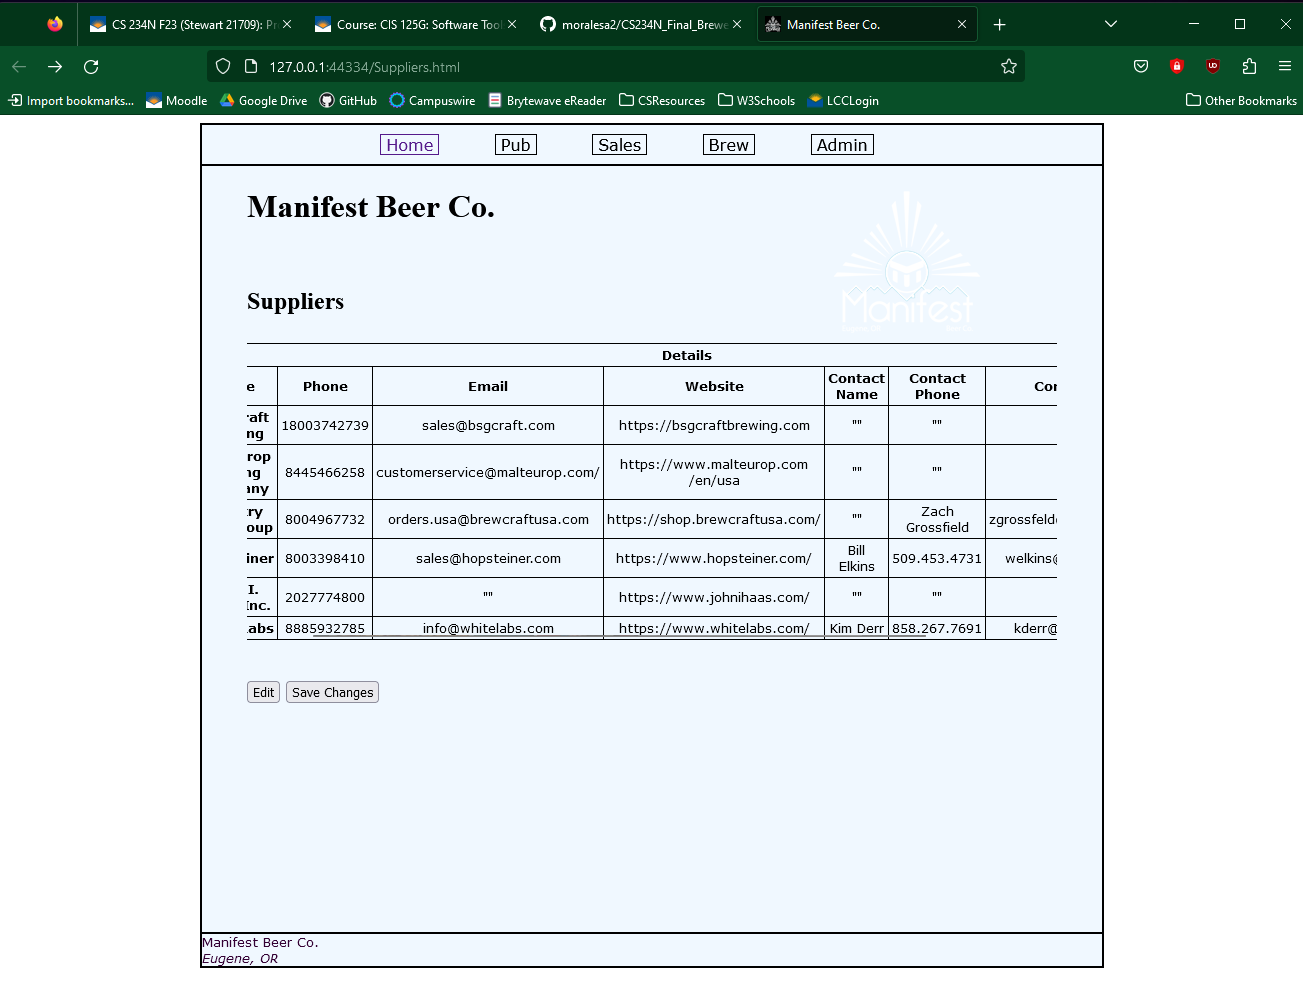 CS 234N F23 (Stewart 21709): Pr
Course: CIS 125G: Software Tool
moralesa2/CS234N_Final_Brewe
Manifest Beer Co.
127.0.0.1:44334/Suppliers.html
Import bookmarks...
Moodle
Google Drive
GitHub
Campuswire
Brytewave eReader
CSResources
W3Schools
LCCLogin
Other Bookmarks
Home
Pub
Sales
Brew
Admin
Manifest Beer Co.
Manifest
Suppliers
Details
e Phone Email Website Contact Name Contact Phone Cor
raft
ng
18003742739 sales@bsgcraft.com https://bsgcraftbrewing.com "" ""
rop
ng
any
8445466258 customerservice@malteurop.com/ https://www.malteurop.com
/en/usa
"" ""
try
oup
8004967732 orders.usa@brewcraftusa.com https://shop.brewcraftusa.com/ "" Zach
Grossfield
zgrossfeld
iner 8003398410 sales@hopsteiner.com https://www.hopsteiner.com/ Bill
Elkins
509.453.4731 welkins@
I.
Inc.
2027774800 "" https://www.johnihaas.com/ "" ""
abs 8885932785 info@whitelabs.com https://www.whitelabs.com/ Kim Derr 858.267.7691 kderr@
Edit
Save Changes
Manifest Beer Co.
Eugene, OR